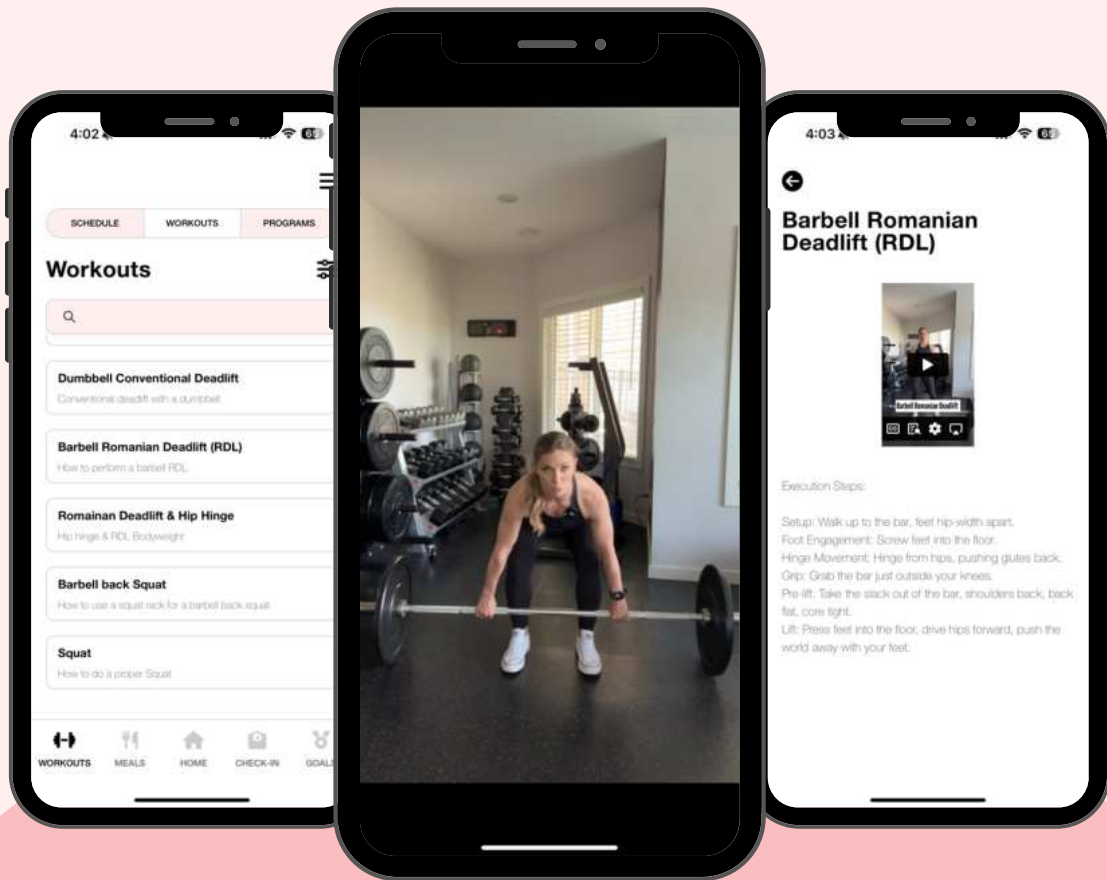 4:02
65
SCHEDULE
WORKOUTS
PROGRAMS
Workouts
Dumbbell Conventional Deadlift
Conventional deadlift with a dumbbell
Barbell Romanian Deadlift (RDL)
How to perform a barbell RDL
Romainan Deadlift & Hip Hinge
Hip hinge & RDL Bodyweight
Barbell back Squat
How to use a squat rack for a barbell back squat
Squat
How to do a proper Squat
WORKOUTS
MEALS
HOME
CHECK-IN
4:03
65
Barbell Romanian
Deadlift (RDL)
Barbell Romanian Deadlift
CC
Execution Steps:
Setup: Walk up to the bar, feet hip-width apart.
Foot Engagement: Screw feet into the floor.
Hinge Movement: Hinge from hips, pushing glutes back.
Grip: Grab the bar just outside your knees.
Pre-lift: Take the slack out of the bar, shoulders back, back
flat, core tight.
Lift: Press feet into the floor, drive hips forward, push the
world away with your feet.